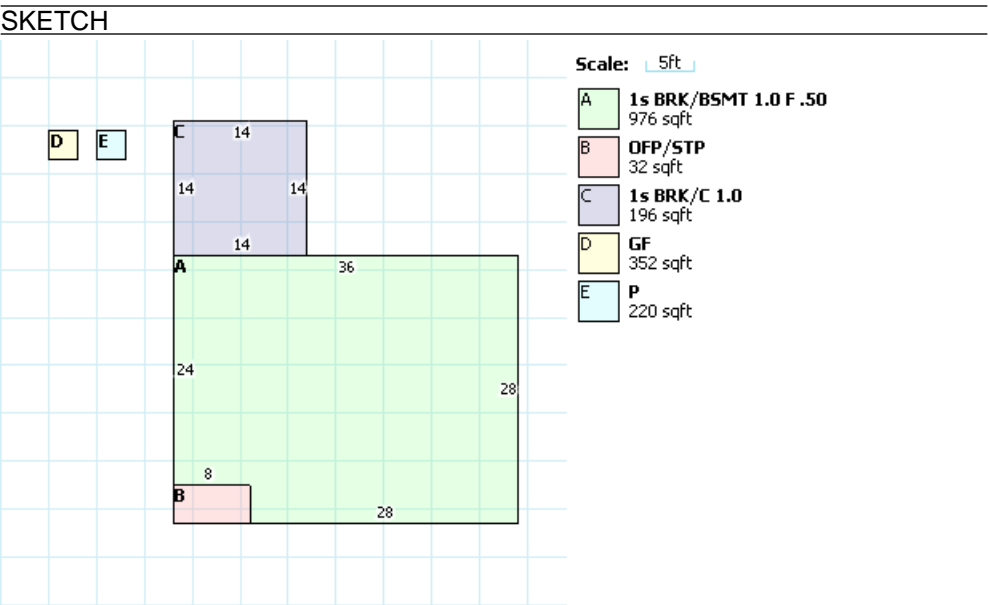 SKETCH
Scale: 5ft
A 1s BRK/BSMT 1.0 F .50
976 sqft
B OFP/STP
32 sqft
C 1s BRK/C 1.0
196 sqft
D GF
352 sqft
E P
220 sqft
D E C 14
14 14
14
A 36
24
28
8
B
28